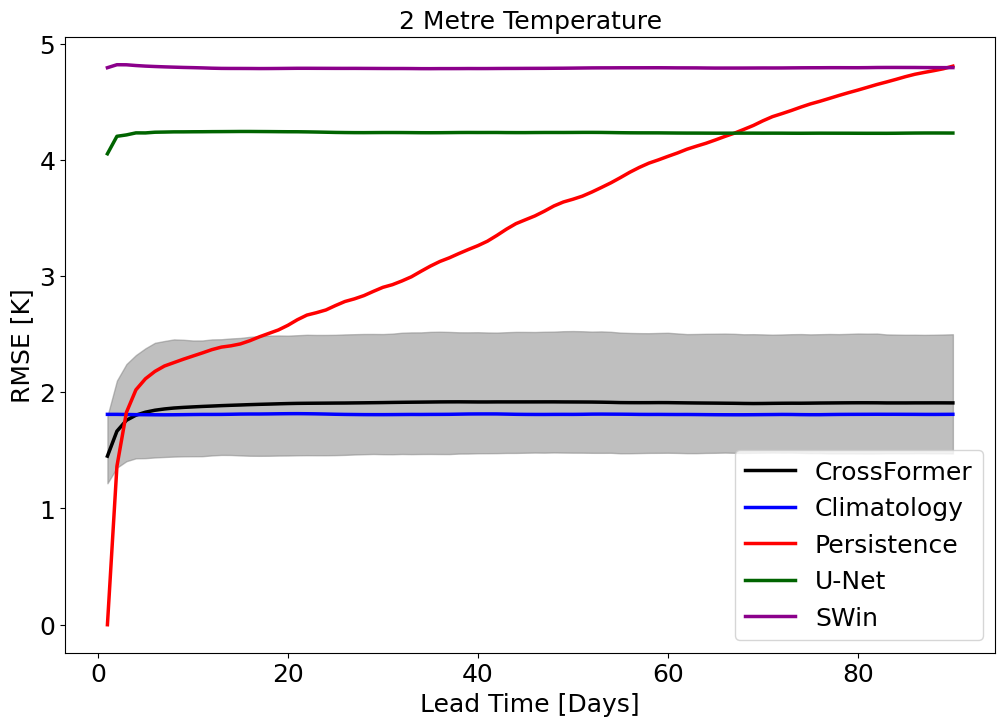 2 Metre Temperature
RMSE [K]
5
4
3
2
1
0
0 20 40 60 80
Lead Time [Days]
CrossFormer
Climatology
Persistence
U-Net
SWin